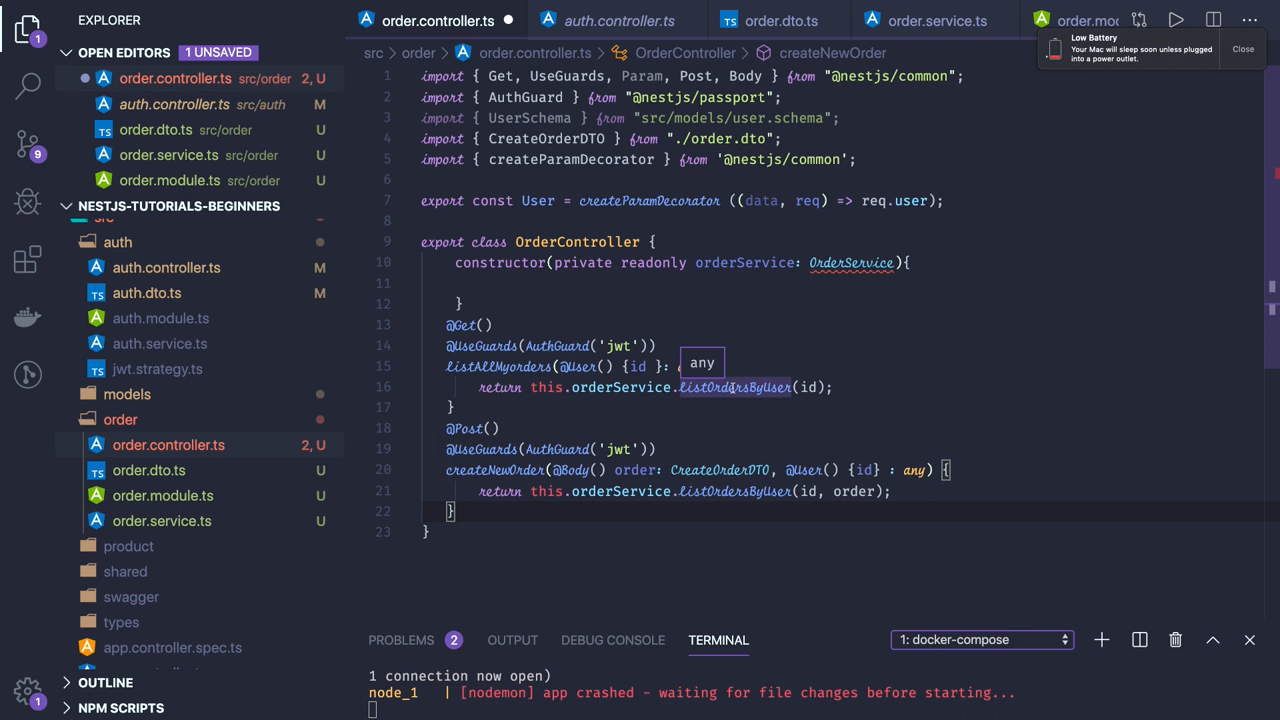 EXPLORER
OPEN EDITORS 1 UNSAVED
order.controller.ts src/order 2, U
auth.controller.ts src/auth M
order.dto.ts src/order U
order.service.ts src/order U
order.module.ts src/order U
NESTJS-TUTORIALS-BEGINNERS
auth
auth.controller.ts M
auth.dto.ts M
auth.module.ts
auth.service.ts
jwt.strategy.ts
models
order
order.controller.ts 2, U
order.dto.ts U
order.module.ts U
order.service.ts U
product
shared
swagger
types
app.controller.spec.ts
OUTLINE
NPM SCRIPTS
1
9
1
order.controller.ts auth.controller.ts order.dto.ts order.service.ts order.mod
Low Battery
Your Mac will sleep soon unless plugged
into a power outlet.
Close
src > order > order.controller.ts > OrderController > createNewOrder
1 import { Get, UseGuards, Param, Post, Body } from "@nestjs/common";
2 import { AuthGuard } from "@nestjs/passport";
3 import { UserSchema } from "src/models/user.schema";
4 import { CreateOrderDTO } from "./order.dto";
5 import { createParamDecorator } from '@nestjs/common';
6
7 export const User = createParamDecorator ((data, req) => req.user);
8
9 export class OrderController {
10 constructor(private readonly orderService: OrderService){
11
12 }
13 @Get()
14 @UseGuards(AuthGuard('jwt'))
15 listAllMyorders(@User() {id }:
any
16 return this.orderService.listOrdersByUser(id);
17 }
18 @Post()
19 @UseGuards(AuthGuard('jwt'))
20 createNewOrder(@Body() order: CreateOrderDTO, @User() {id} : any) {
21 return this.orderService.listOrdersByUser(id, order);
22 }
23 }
PROBLEMS 2 OUTPUT DEBUG CONSOLE TERMINAL 1: docker-compose
1 connection now open)
node_1 | [nodemon] app crashed - waiting for file changes before starting...